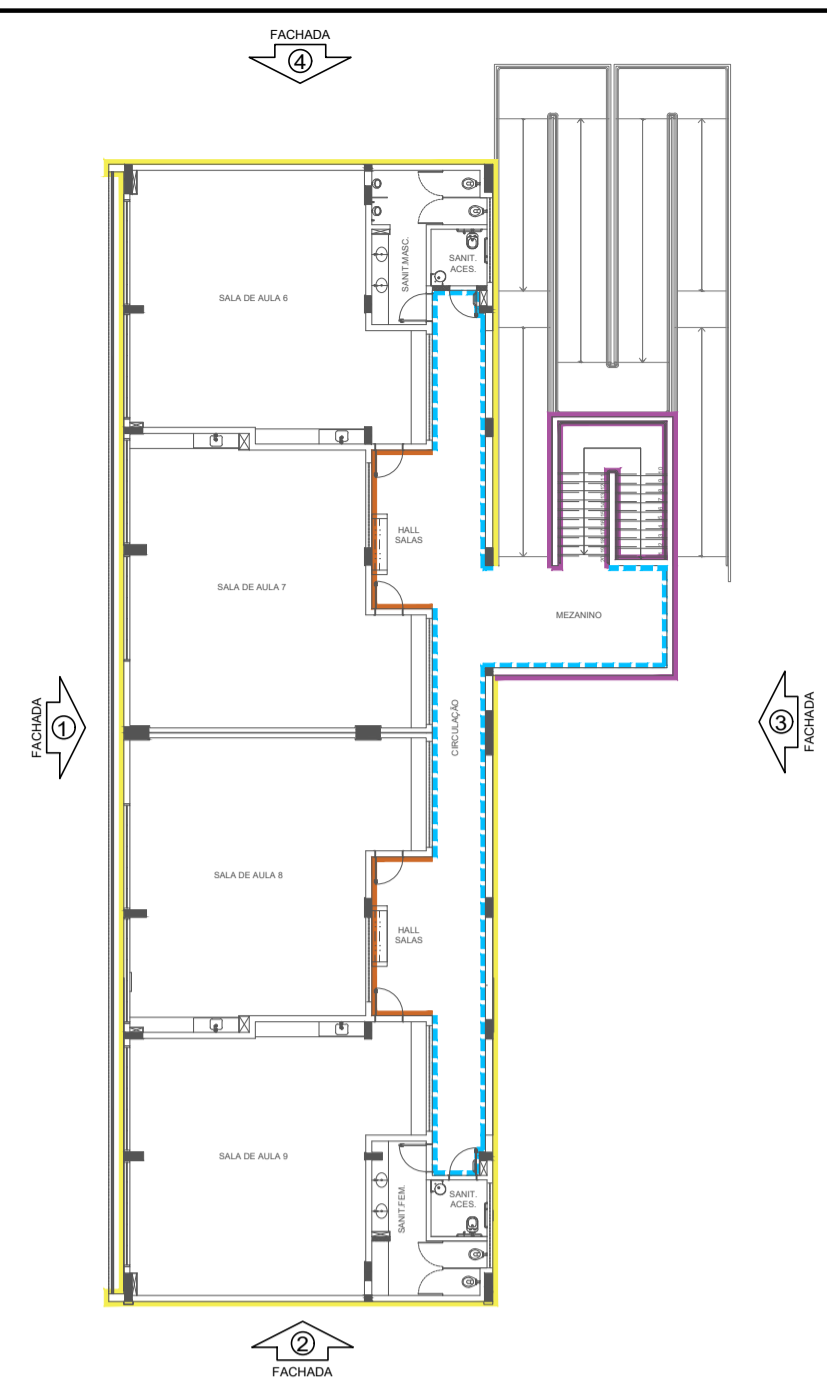 FACHADA
4
SANIT.MASC.
SANIT.
ACES.
SALA DE AULA 6
HALL
SALAS
SALA DE AULA 7
MEZANINO
FACHADA
1
CIRCULAÇÃO
3
FACHADA
SALA DE AULA 8
HALL
SALAS
SALA DE AULA 9
SANIT.FEM.
SANIT.
ACES.
2
FACHADA